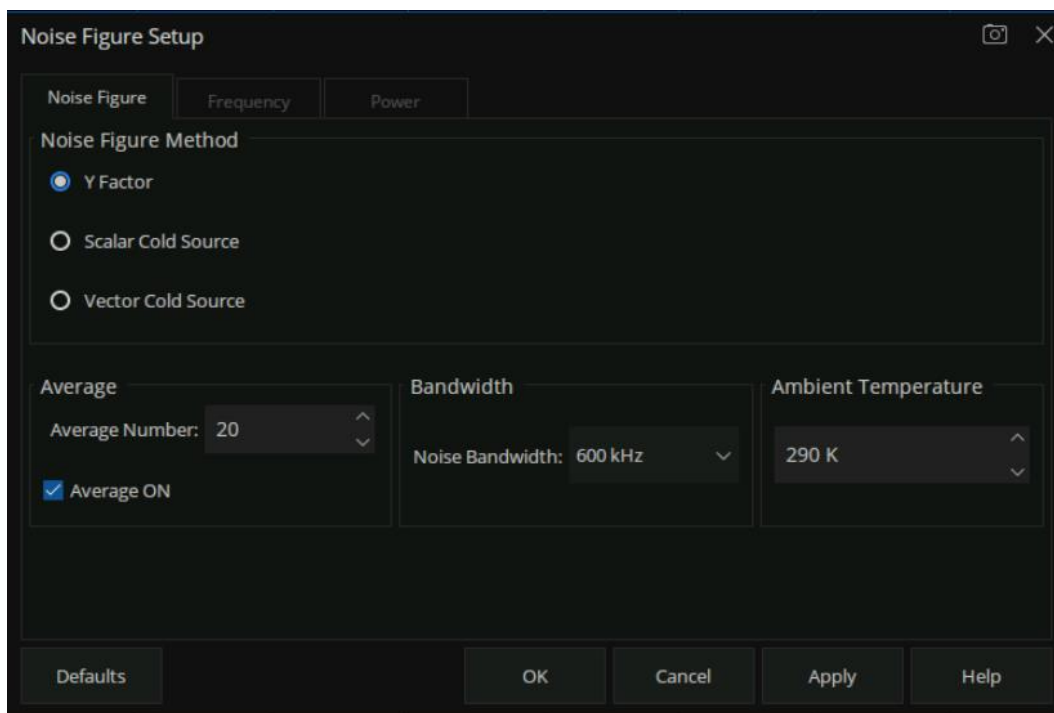 Noise Figure Setup
Noise Figure
Frequency
Power
Noise Figure Method
Y Factor
Scalar Cold Source
Vector Cold Source
Average
Average Number: 20
Average ON
Bandwidth
Noise Bandwidth: 600 kHz
Ambient Temperature
290 K
Defaults
OK
Cancel
Apply
Help